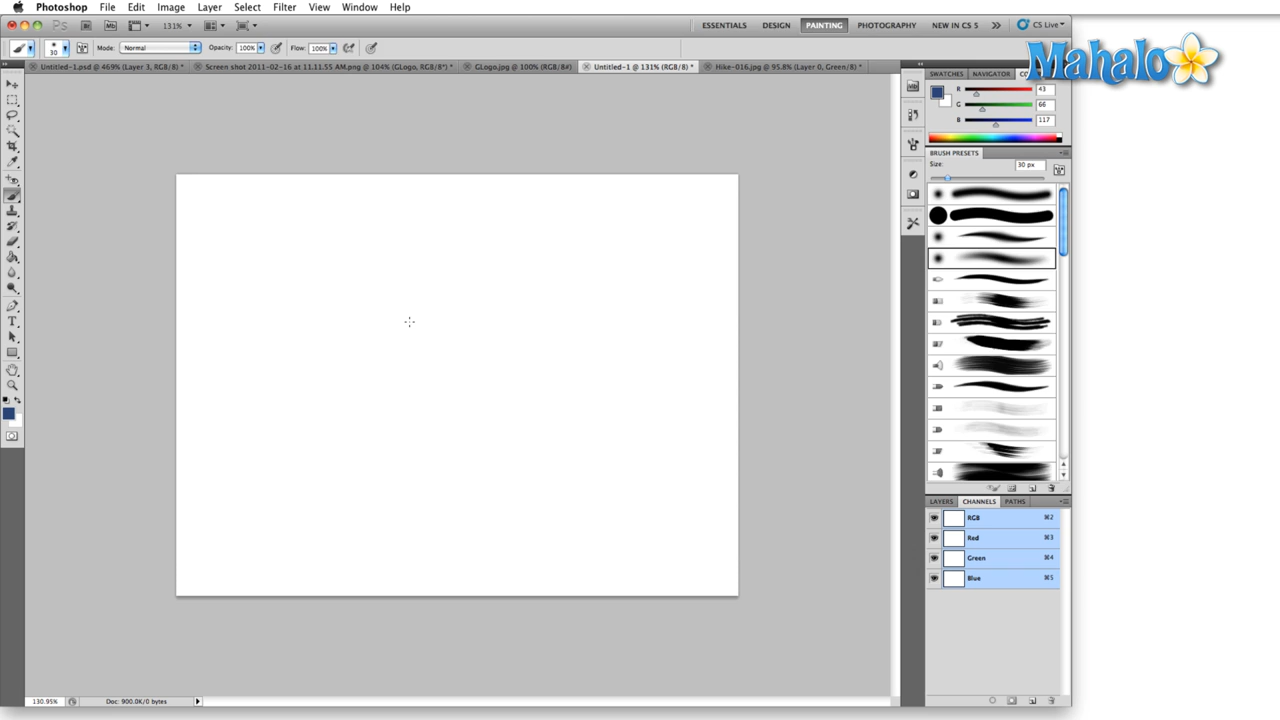 Photoshop File Edit Image Layer Select Filter View Window Help
Ps Br Mb 131% ESSENTIALS DESIGN PAINTING PHOTOGRAPHY NEW IN CS 5 CS Live
30 Mode: Normal Opacity: 100% Flow: 100%
Mahalo
Untitled-1.psd @ 469% (Layer 3, RGB/8) * Screen shot 2011-02-16 at 11.11.55 AM.png @ 104% (GLogo, RGB/8*) * GLogo.jpg @ 100% (RGB/8#) Untitled-1 @ 131% (RGB/8) * Hike-016.jpg @ 95.8% (Layer 0, Green/8) *
SWATCHES NAVIGATOR
R 43
G 66
B 117
BRUSH PRESETS
Size: 30 px
LAYERS CHANNELS PATHS
RGB ⌘2
Red ⌘3
Green ⌘4
Blue ⌘5
130.95% Doc: 900.0K/0 bytes